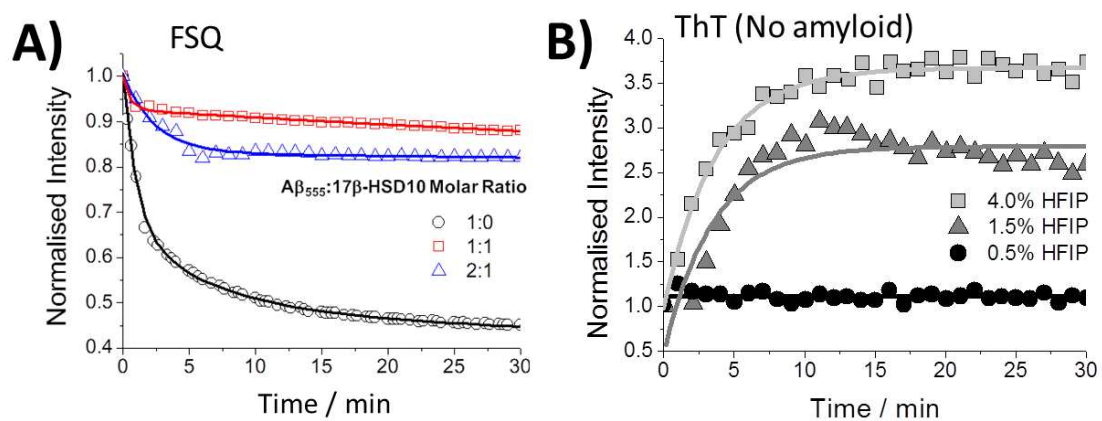 A)
FSQ
Normalised Intensity
1.0
0.9
0.8
0.7
0.6
0.5
0.4
Aβ555:17β-HSD10 Molar Ratio
1:0
1:1
2:1
0 5 10 15 20 25 30
Time / min
B)
ThT (No amyloid)
Normalised Intensity
4.0
3.5
3.0
2.5
2.0
1.5
1.0
0.5
4.0% HFIP
1.5% HFIP
0.5% HFIP
0 5 10 15 20 25 30
Time / min